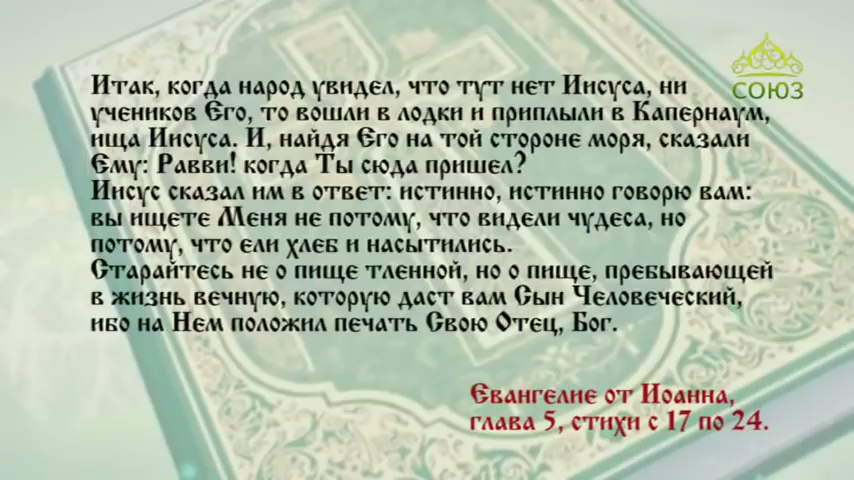 СОЮЗ
Итак, когда народ увидел, что тут нет Иисуса, ни
учеников Его, то вошли в лодки и приплыли в Капернаум,
ища Иисуса. И, найдя Его на той стороне моря, сказали
Ему: Равви! когда Ты сюда пришел?
Иисус сказал им в ответ: истинно, истинно говорю вам:
вы ищете Меня не потому, что видели чудеса, но
потому, что ели хлеб и насытились.
Старайтесь не о пище тленной, но о пище, пребывающей
в жизнь вечную, которую даст вам Сын Человеческий,
ибо на Нем положил печать Свою Отец, Бог.
Евангелие от Иоанна,
глава 5, стихи с 17 по 24.